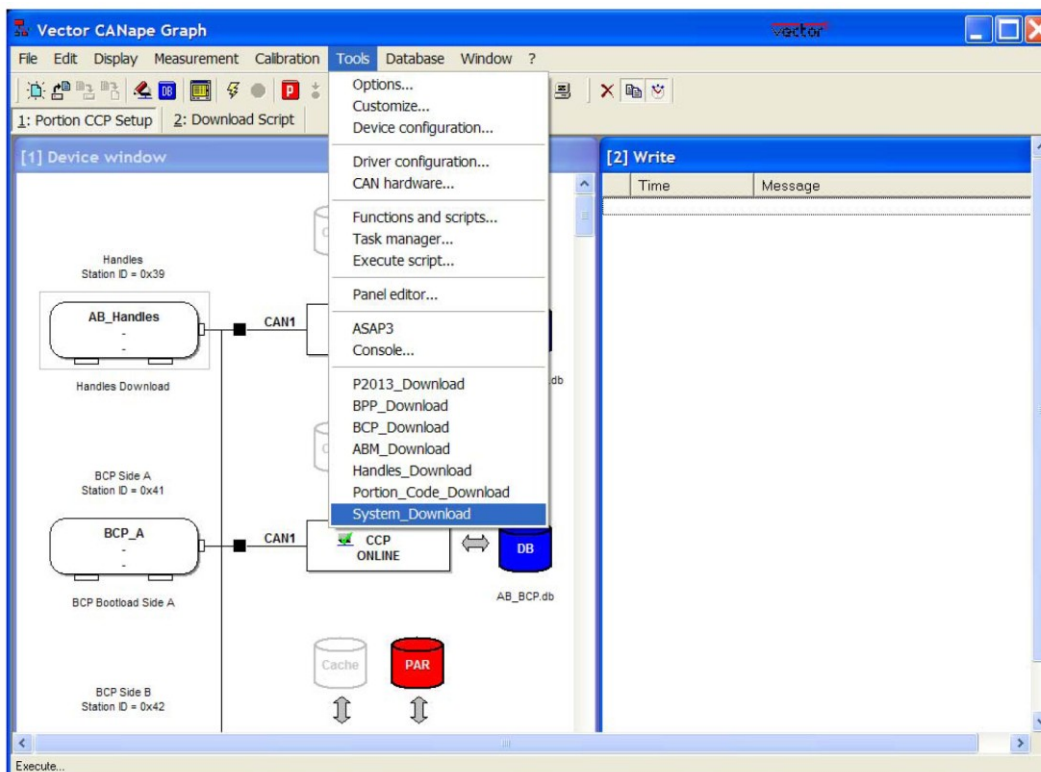 Vector CANape Graph
vector
File Edit Display Measurement Calibration Tools Database Window ?
DB
P
1: Portion CCP Setup 2: Download Script
Options...
Customize...
Device configuration...
Driver configuration...
CAN hardware...
Functions and scripts...
Task manager...
Execute script...
Panel editor...
ASAP3
Console...
P2013_Download
BPP_Download
BCP_Download
ABM_Download
Handles_Download
Portion_Code_Download
System_Download
[1] Device window
Handles
Station ID = 0x39
AB_Handles
-
-
CAN1
Handles Download
db
BCP Side A
Station ID = 0x41
BCP_A
-
-
CAN1
CCP
ONLINE
DB
AB_BCP.db
BCP Bootload Side A
Cache
PAR
BCP Side B
Station ID = 0x42
[2] Write
Time Message
Execute...